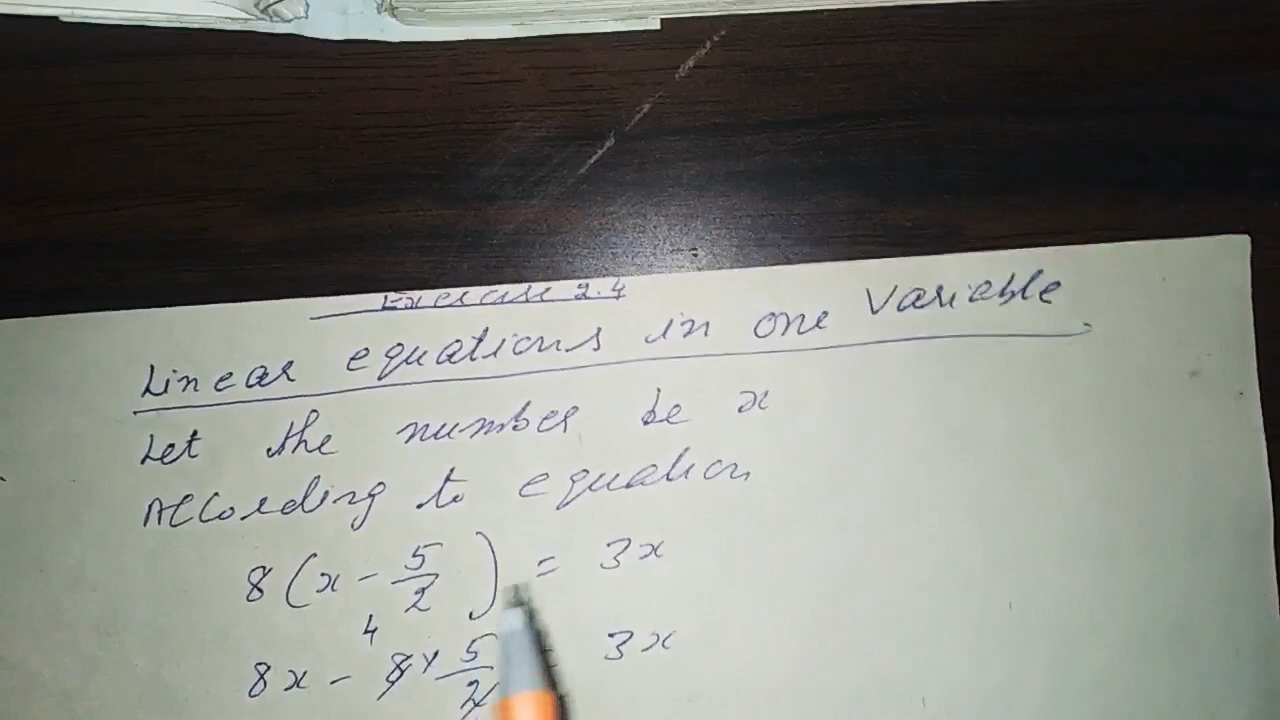 Exercise 2.4
Linear equations in one Variable
Let the number be x
According to equation
8(x - 5/2) = 3x
4
8x - 8 × 5/2 = 3x